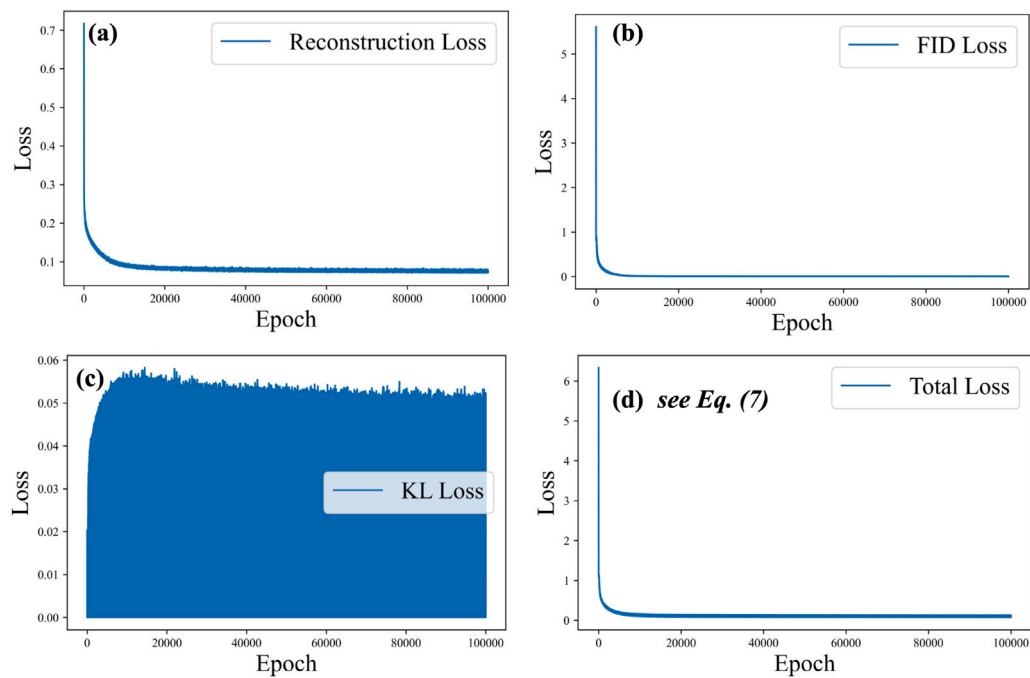 (a)
Reconstruction Loss
0.7
0.6
0.5
0.4
0.3
0.2
0.1
Loss
0 20000 40000 60000 80000 100000
Epoch
(b)
FID Loss
5
4
3
2
1
0
Loss
0 20000 40000 60000 80000 100000
Epoch
(c)
KL Loss
0.06
0.05
0.04
0.03
0.02
0.01
0.00
Loss
0 20000 40000 60000 80000 100000
Epoch
(d) see Eq. (7)
Total Loss
6
5
4
3
2
1
0
Loss
0 20000 40000 60000 80000 100000
Epoch